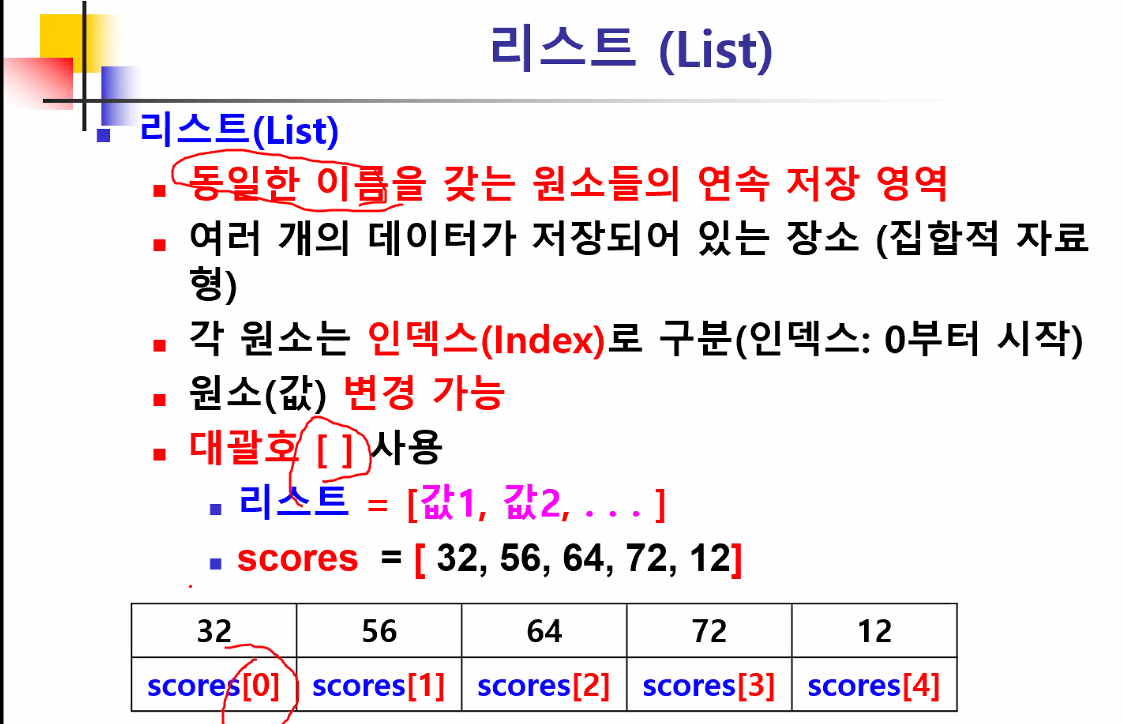 리스트 (List)
리스트(List)
동일한 이름을 갖는 원소들의 연속 저장 영역
여러 개의 데이터가 저장되어 있는 장소 (집합적 자료
형)
각 원소는 인덱스(Index)로 구분(인덱스: 0부터 시작)
원소(값) 변경 가능
대괄호 [ ] 사용
리스트 = [값1, 값2, . . . ]
scores = [ 32, 56, 64, 72, 12]
32 56 64 72 12
scores[0] scores[1] scores[2] scores[3] scores[4]